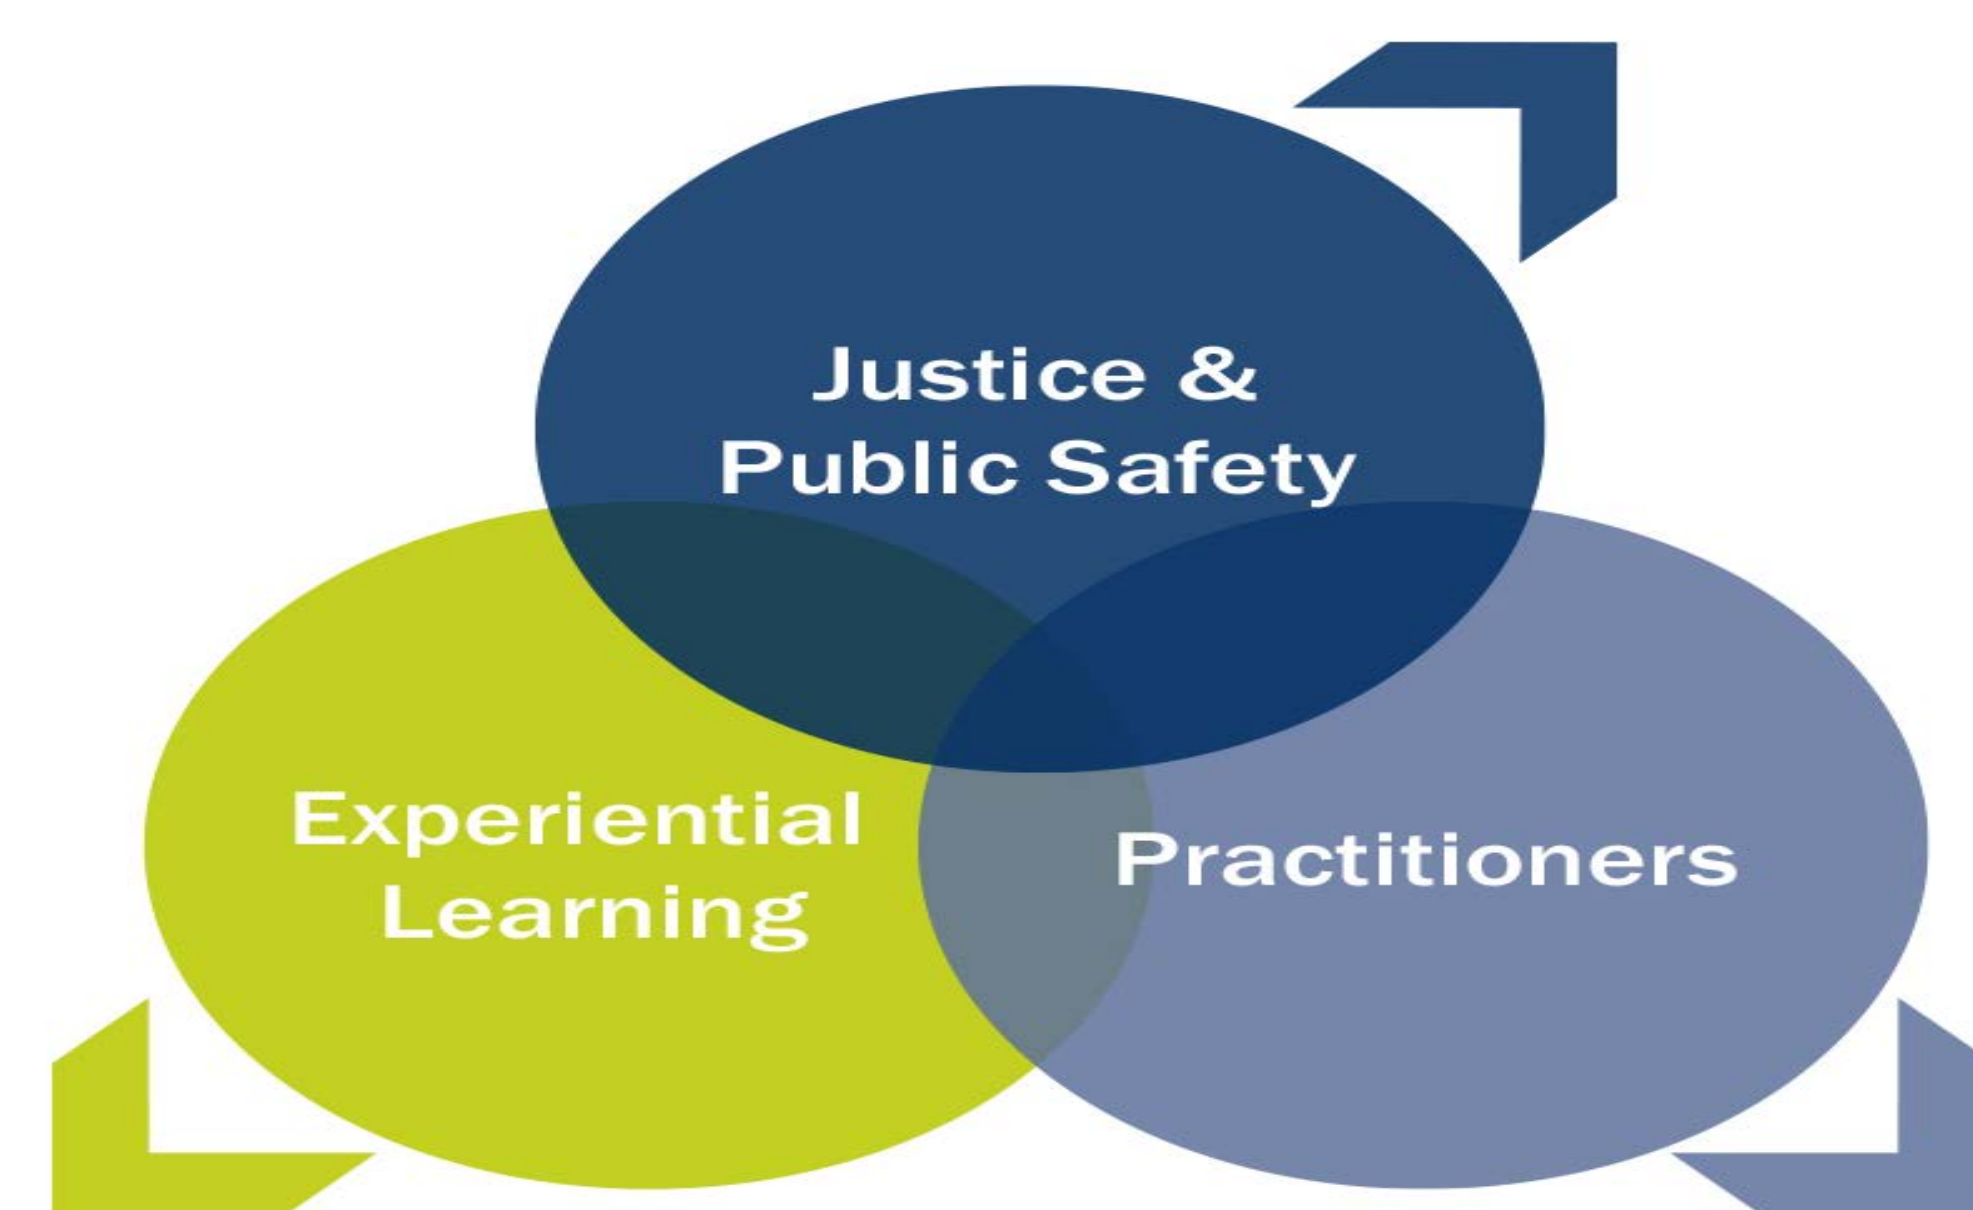 Justice &
Public Safety
Experiential
Learning
Practitioners